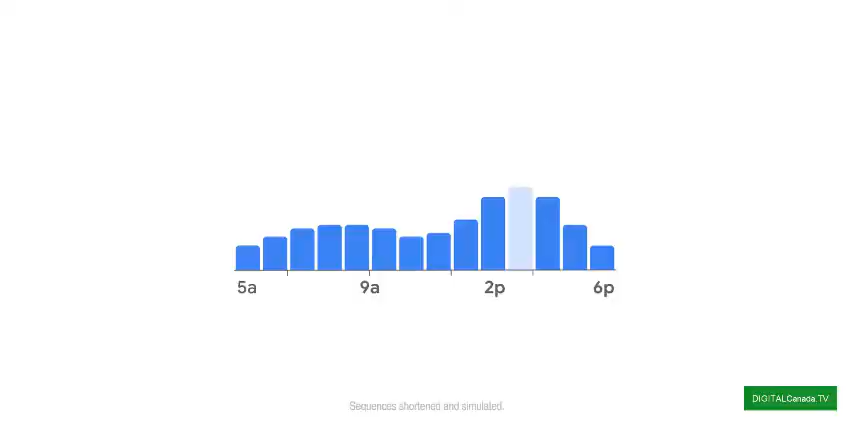 5a 9a 2p 6p
Sequences shortened and simulated.
DIGITALCanada.TV